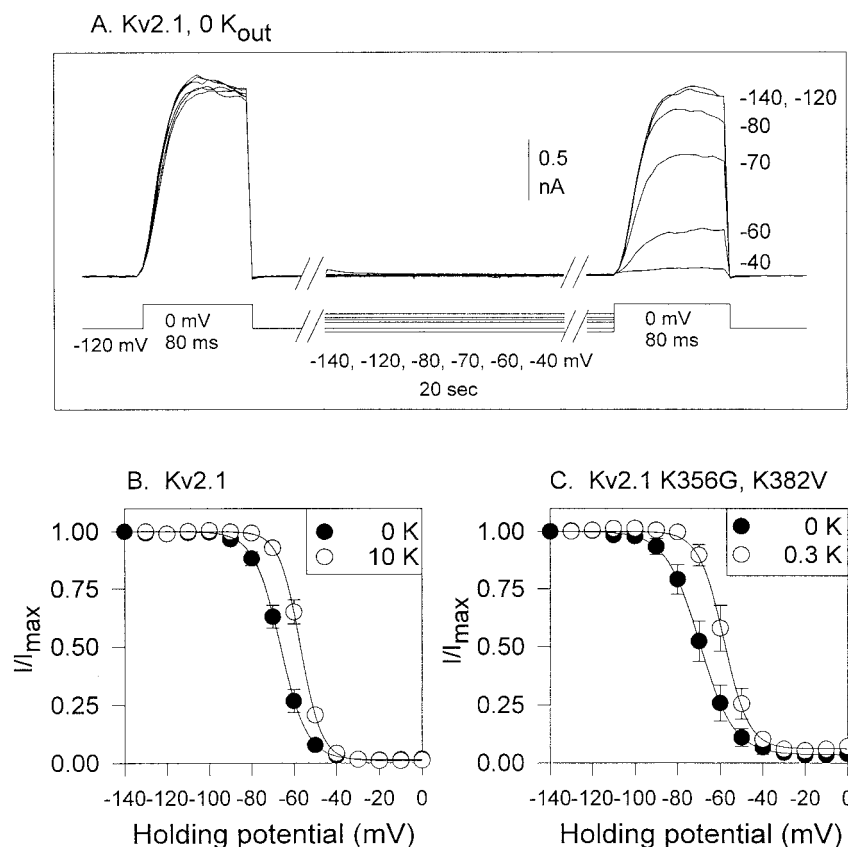 A. Kv2.1, 0 Kout
-140, -120
-80
-70
-60
-40
0.5
nA
0 mV
80 ms
-120 mV
0 mV
80 ms
-140, -120, -80, -70, -60, -40 mV
20 sec
B. Kv2.1
0 K
10 K
1.00
0.75
0.50
0.25
0.00
I/Imax
-140 -120 -100 -80 -60 -40 -20 0
Holding potential (mV)
C. Kv2.1 K356G, K382V
0 K
0.3 K
1.00
0.75
0.50
0.25
0.00
I/Imax
-140 -120 -100 -80 -60 -40 -20 0
Holding potential (mV)